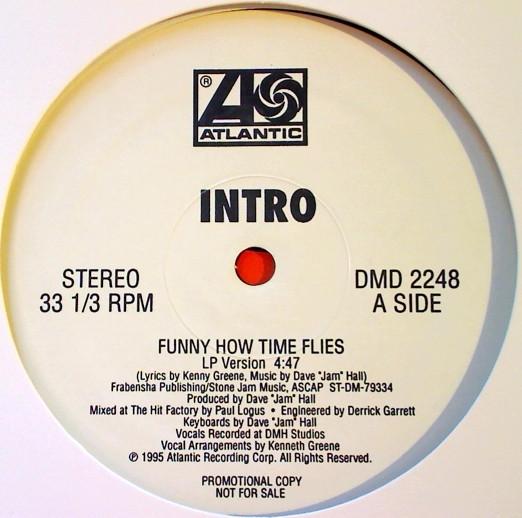 ®
ATLANTIC
INTRO
STEREO
33 1/3 RPM
DMD 2248
A SIDE
FUNNY HOW TIME FLIES
LP Version 4:47
(Lyrics by Kenny Greene, Music by Dave "Jam" Hall)
Frabensha Publishing/Stone Jam Music, ASCAP ST-DM-79334
Produced by Dave "Jam" Hall
Mixed at The Hit Factory by Paul Logus • Engineered by Derrick Garrett
Keyboards by Dave "Jam" Hall
Vocals Recorded at DMH Studios
Vocal Arrangements by Kenneth Greene
℗ 1995 Atlantic Recording Corp. All Rights Reserved.
PROMOTIONAL COPY
NOT FOR SALE